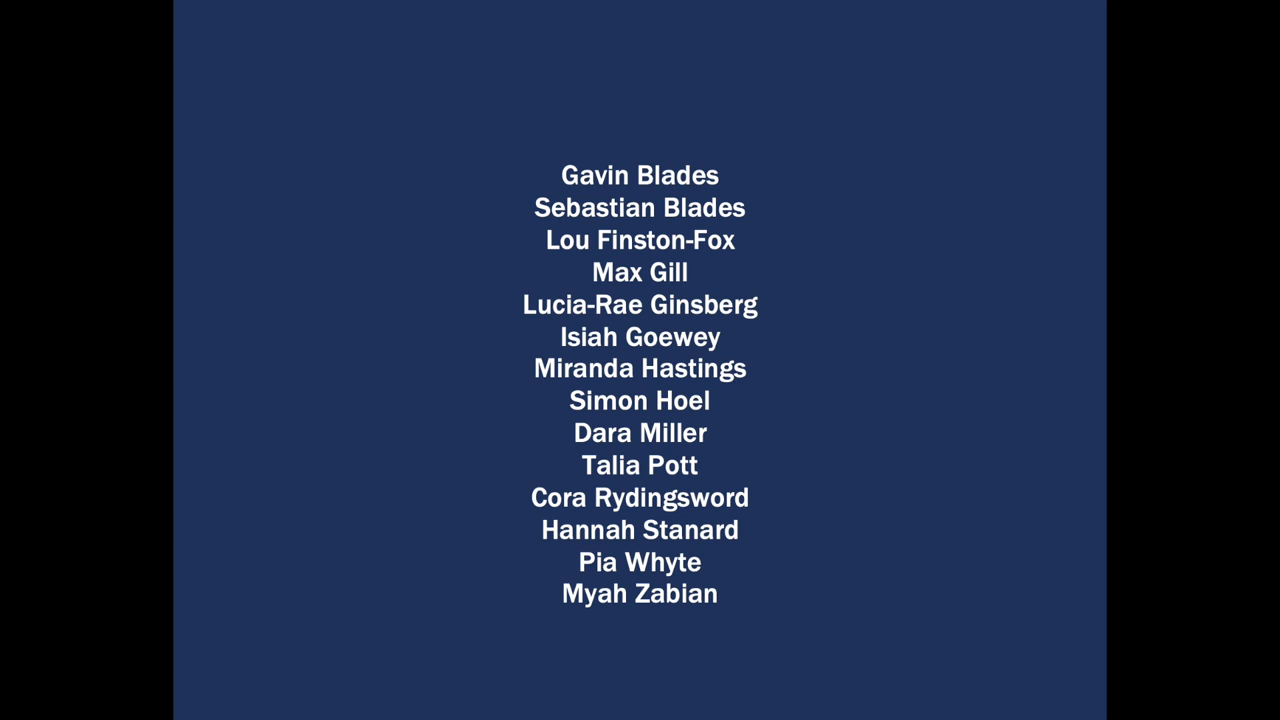 Gavin Blades
Sebastian Blades
Lou Finston-Fox
Max Gill
Lucia-Rae Ginsberg
Isiah Goewey
Miranda Hastings
Simon Hoel
Dara Miller
Talia Pott
Cora Rydingsword
Hannah Stanard
Pia Whyte
Myah Zabian